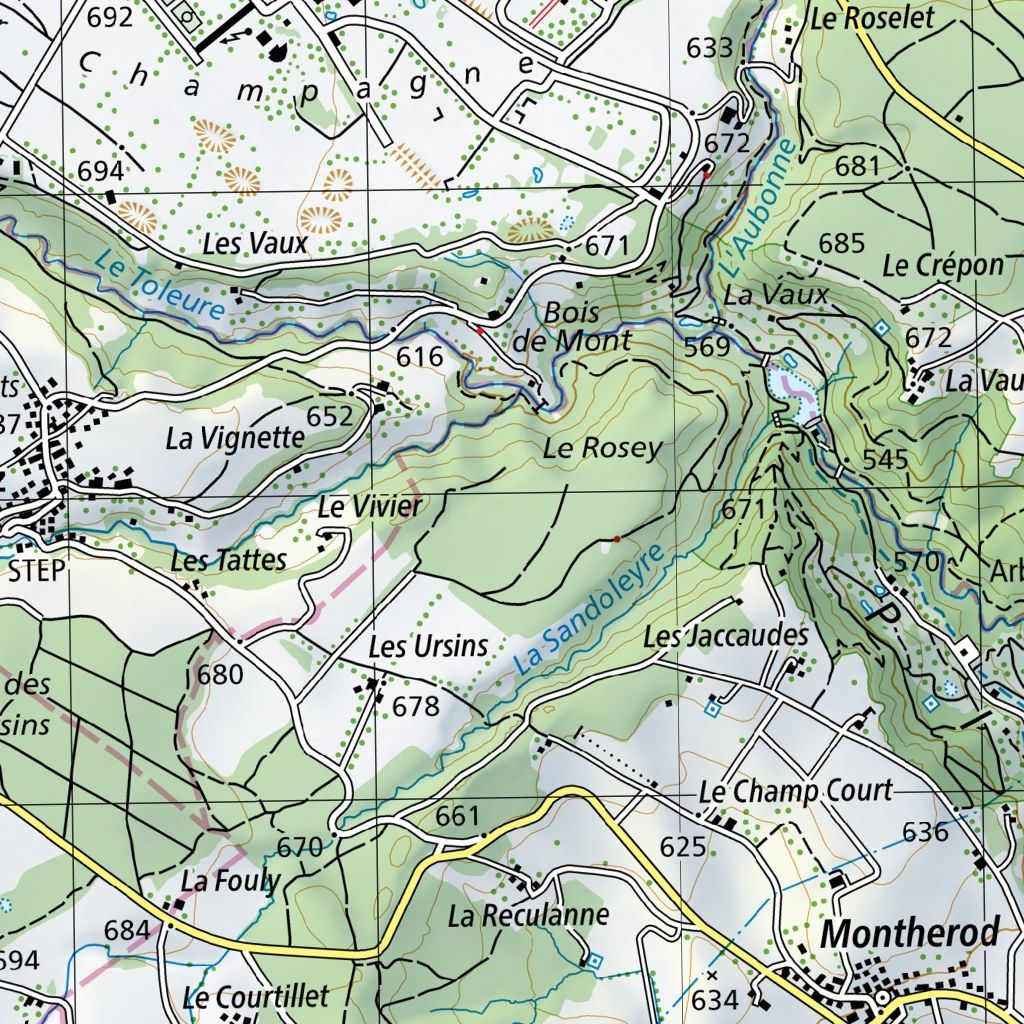 692
Le Roselet
633
Champagne
672
694
681
L'Aubonne
Les Vaux
671
685
Le Crépon
Le Toleure
La Vaux
Bois
de Mont
672
616
569
ts
652
87
La Vignette
Le Rosey
545
Le Vivier
671
STEP
Les Tattes
570
Arb
La Sandoleyre
P
Les Ursins
Les Jaccaudes
680
des
678
sins
Le Champ Court
661
636
670
625
La Fouly
La Reculanne
684
Montherod
594
Le Courtillet
634